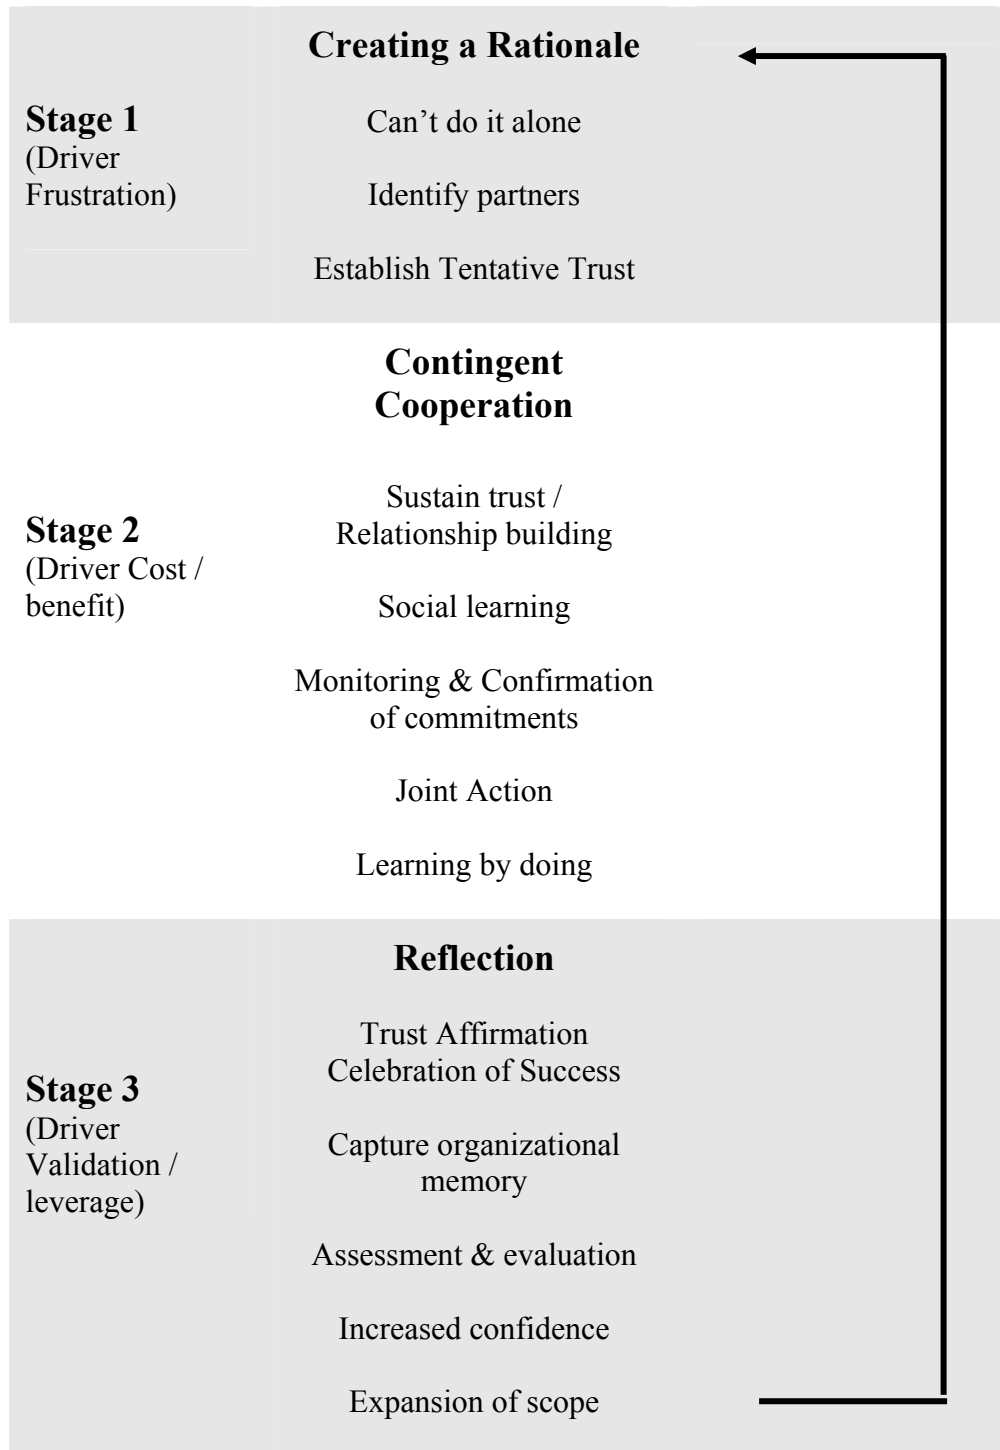 Creating a Rationale
Stage 1
(Driver
Frustration)
Can’t do it alone
Identify partners
Establish Tentative Trust
Contingent
Cooperation
Stage 2
(Driver Cost /
benefit)
Sustain trust /
Relationship building
Social learning
Monitoring & Confirmation
of commitments
Joint Action
Learning by doing
Reflection
Stage 3
(Driver
Validation /
leverage)
Trust Affirmation
Celebration of Success
Capture organizational
memory
Assessment & evaluation
Increased confidence
Expansion of scope